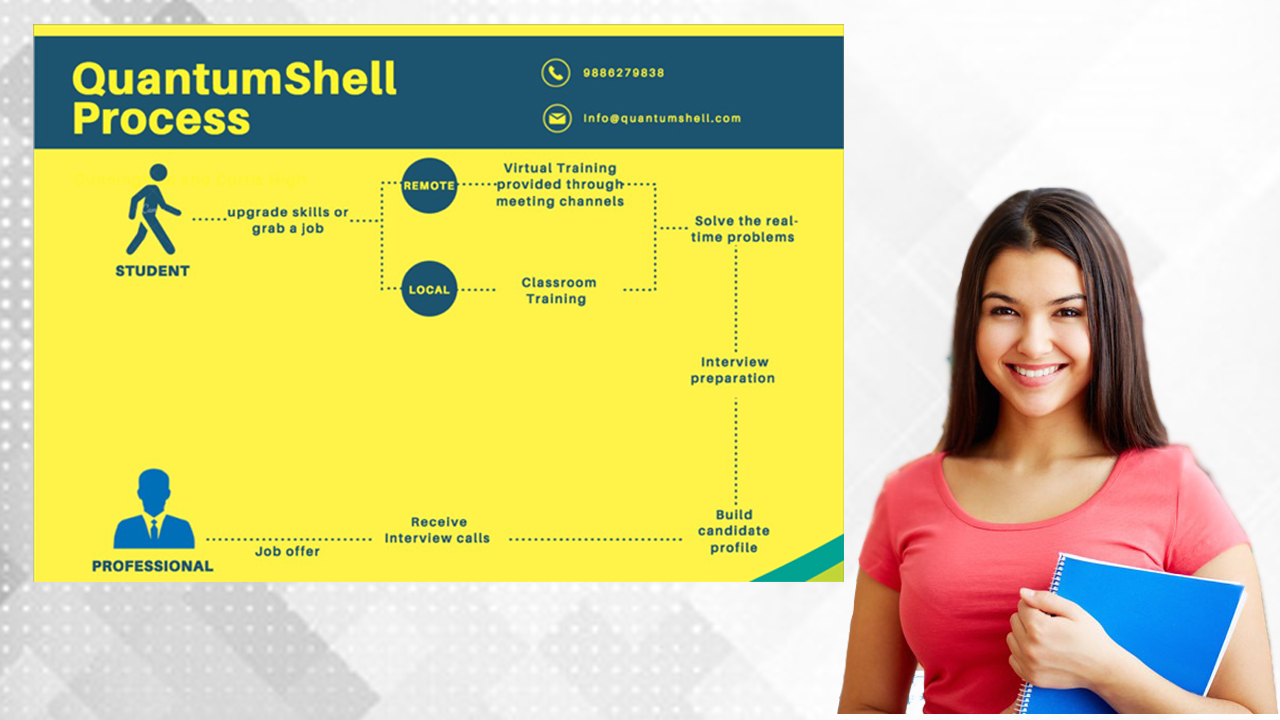 QuantumShell
Process
9886279838
Info@quantumshell.com
STUDENT
upgrade skills or
grab a job
REMOTE
Virtual Training
provided through
meeting channels
LOCAL
Classroom
Training
Solve the real-
time problems
Interview
preparation
Build
candidate
profile
Receive
Interview calls
Job offer
PROFESSIONAL